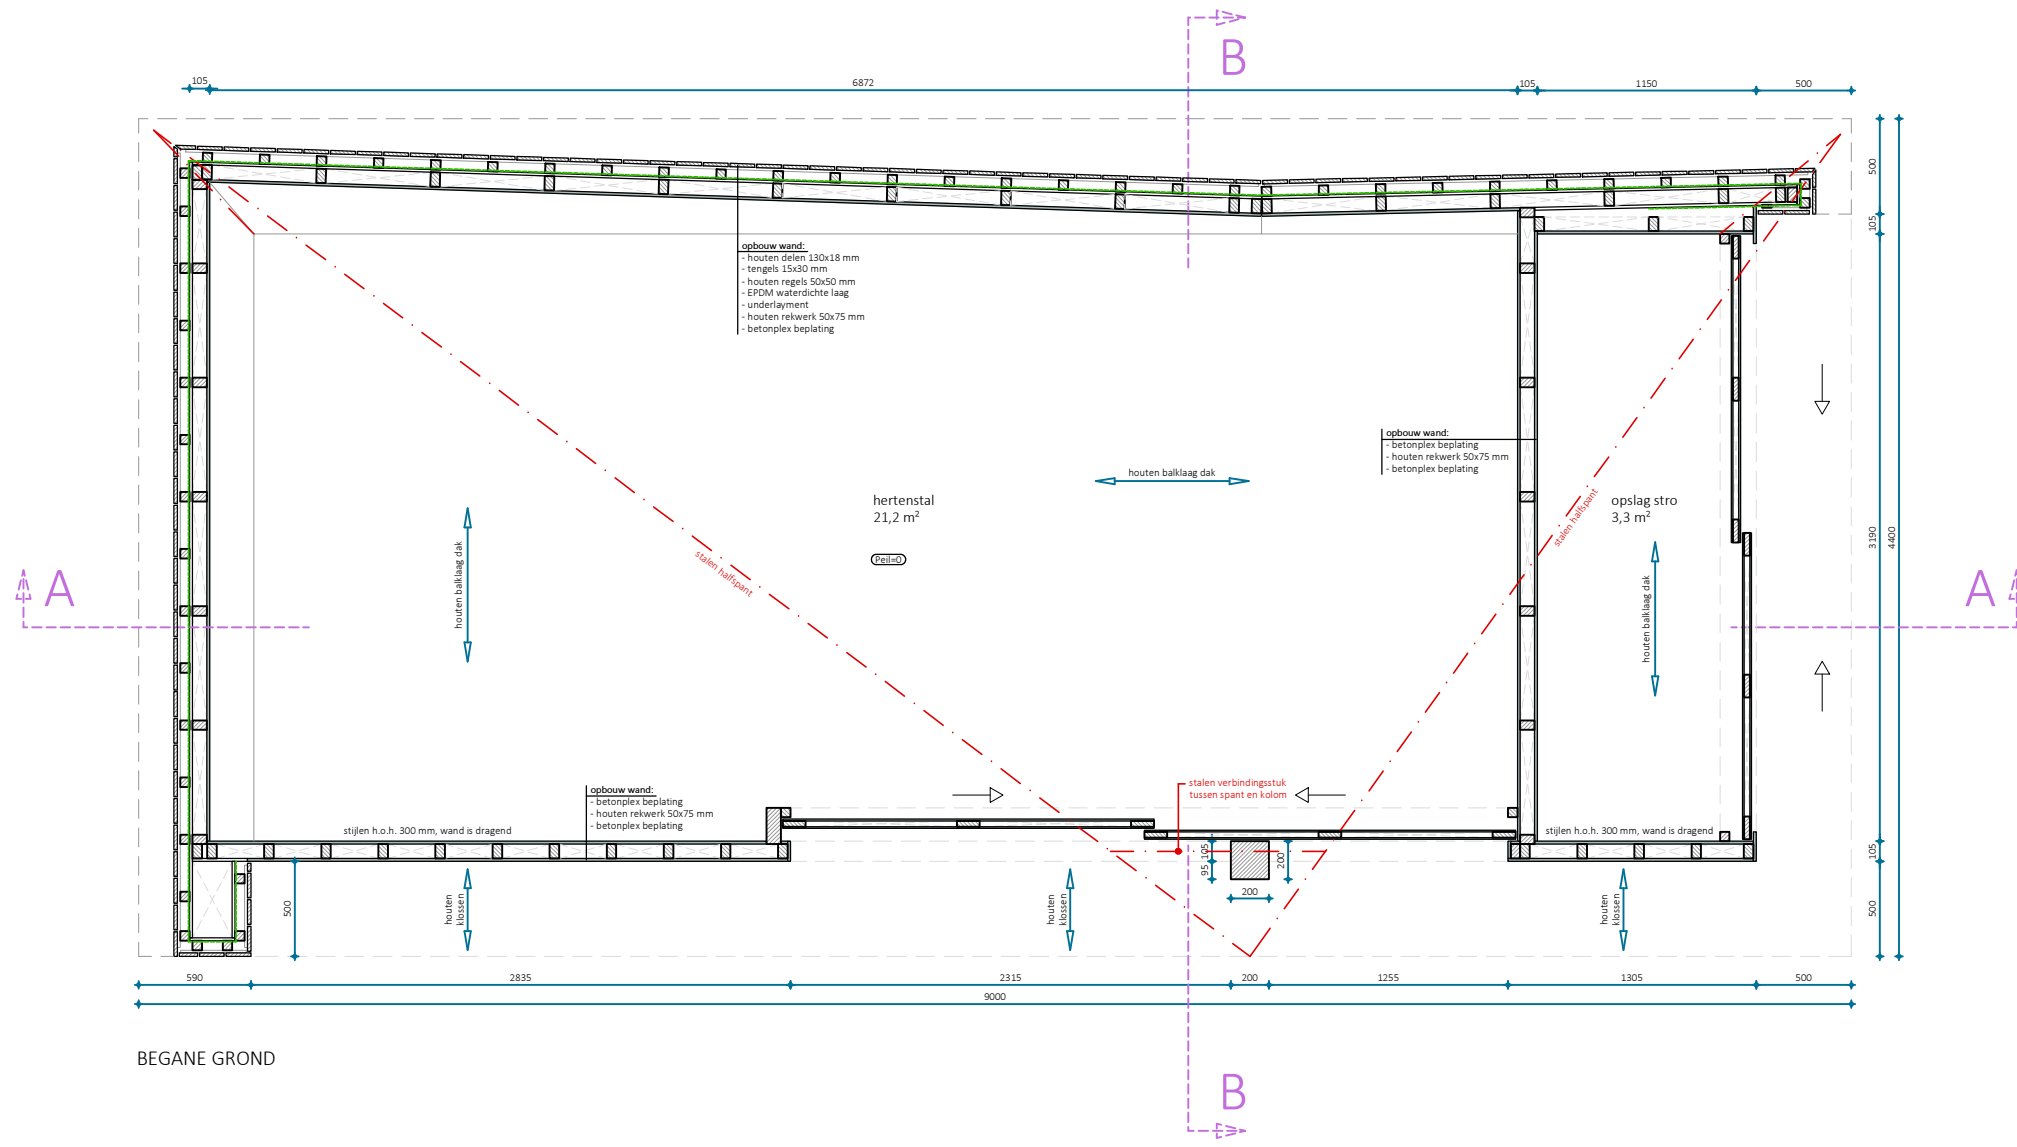 B
105
6872
105
1150
500
500
105
3190
4400
105
500
opbouw wand:
- houten delen 130x18 mm
- tengels 15x30 mm
- houten regels 50x50 mm
- EPDM waterdichte laag
- underlayment
- houten rekwerk 50x75 mm
- betonplex beplating
opbouw wand:
- betonplex beplating
- houten rekwerk 50x75 mm
- betonplex beplating
houten balklaag dak
hertenstal
21,2 m²
Peil=0
opslag stro
3,3 m²
stalen halfspant
stalen halfspant
houten balklaag dak
houten balklaag dak
A
A
opbouw wand:
- betonplex beplating
- houten rekwerk 50x75 mm
- betonplex beplating
stijlen h.o.h. 300 mm, wand is dragend
stalen verbindingsstuk
tussen spant en kolom
stijlen h.o.h. 300 mm, wand is dragend
105
95
200
200
500
houten
klossen
houten
klossen
houten
klossen
590
2835
2315
200
1255
1305
500
9000
BEGANE GROND
B